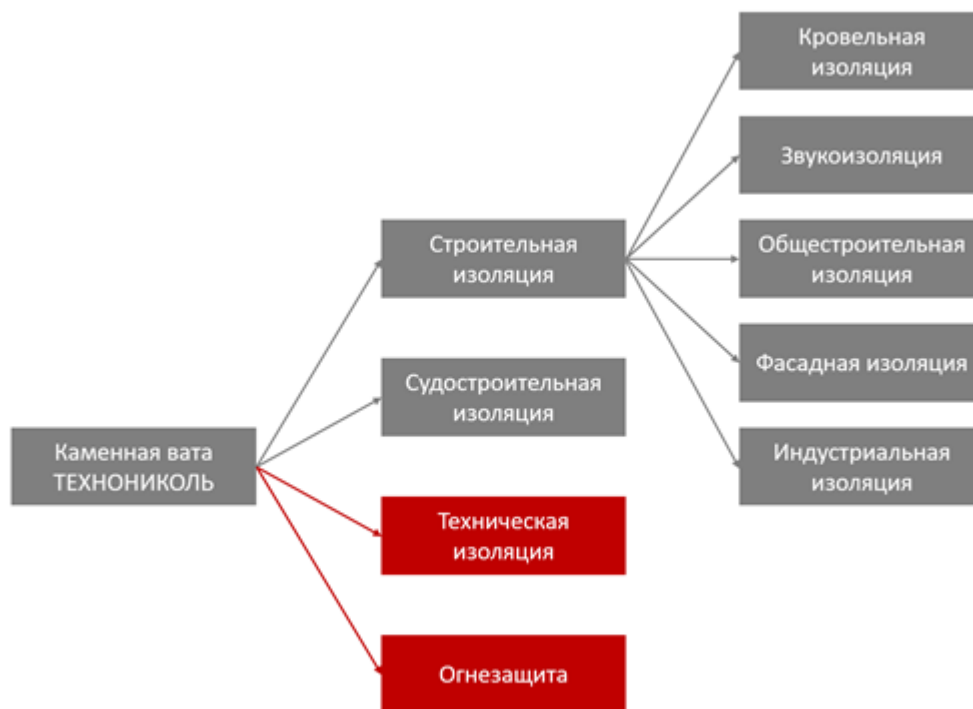 Каменная вата
ТЕХНОНИКОЛЬ
Строительная
изоляция
Судостроительная
изоляция
Техническая
изоляция
Огнезащита
Кровельная
изоляция
Звукоизоляция
Общестроительная
изоляция
Фасадная изоляция
Индустриальная
изоляция